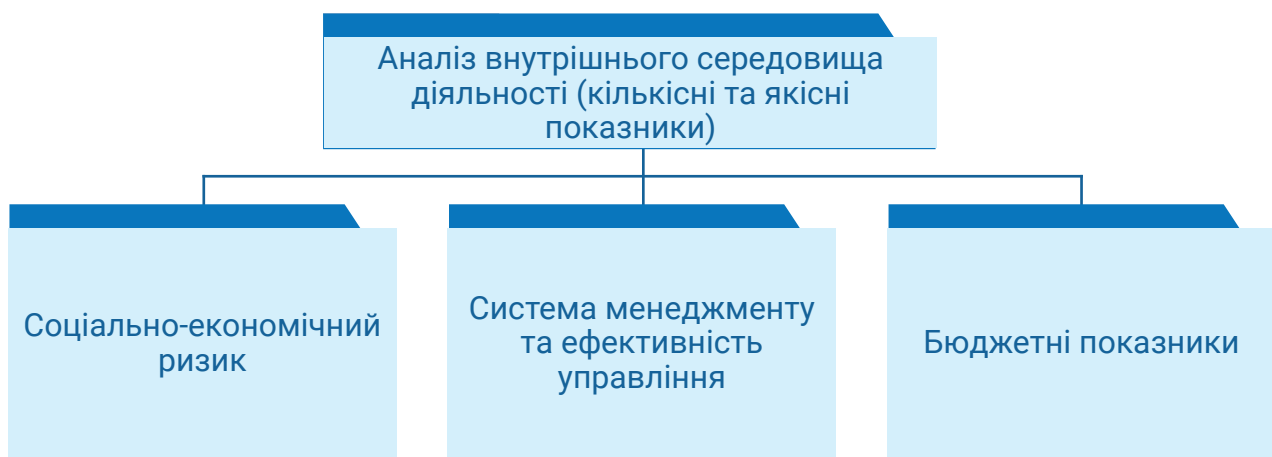 Аналіз внутрішнього середовища
діяльності (кількісні та якісні
показники)
Соціально-економічний
ризик
Система менеджменту
та ефективність
управління
Бюджетні показники